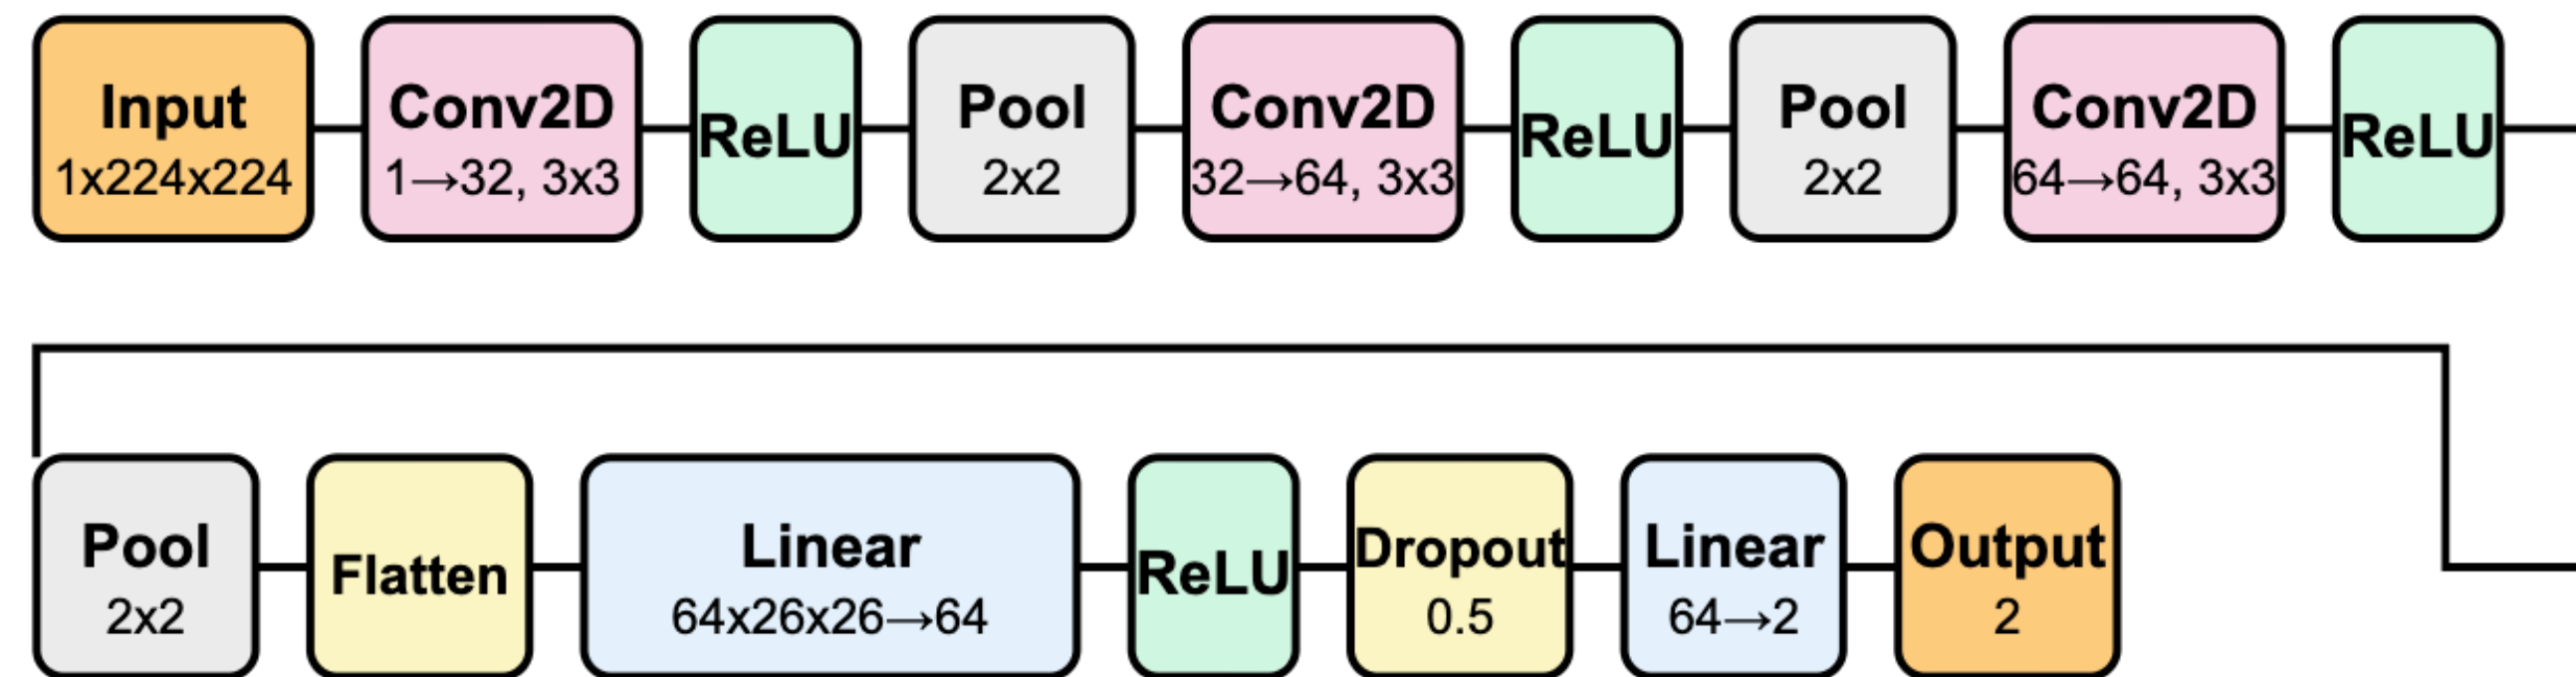 Input
1x224x224
Conv2D
1→32, 3x3
ReLU
Pool
2x2
Conv2D
32→64, 3x3
ReLU
Pool
2x2
Conv2D
64→64, 3x3
ReLU
Pool
2x2
Flatten
Linear
64x26x26→64
ReLU
Dropout
0.5
Linear
64→2
Output
2